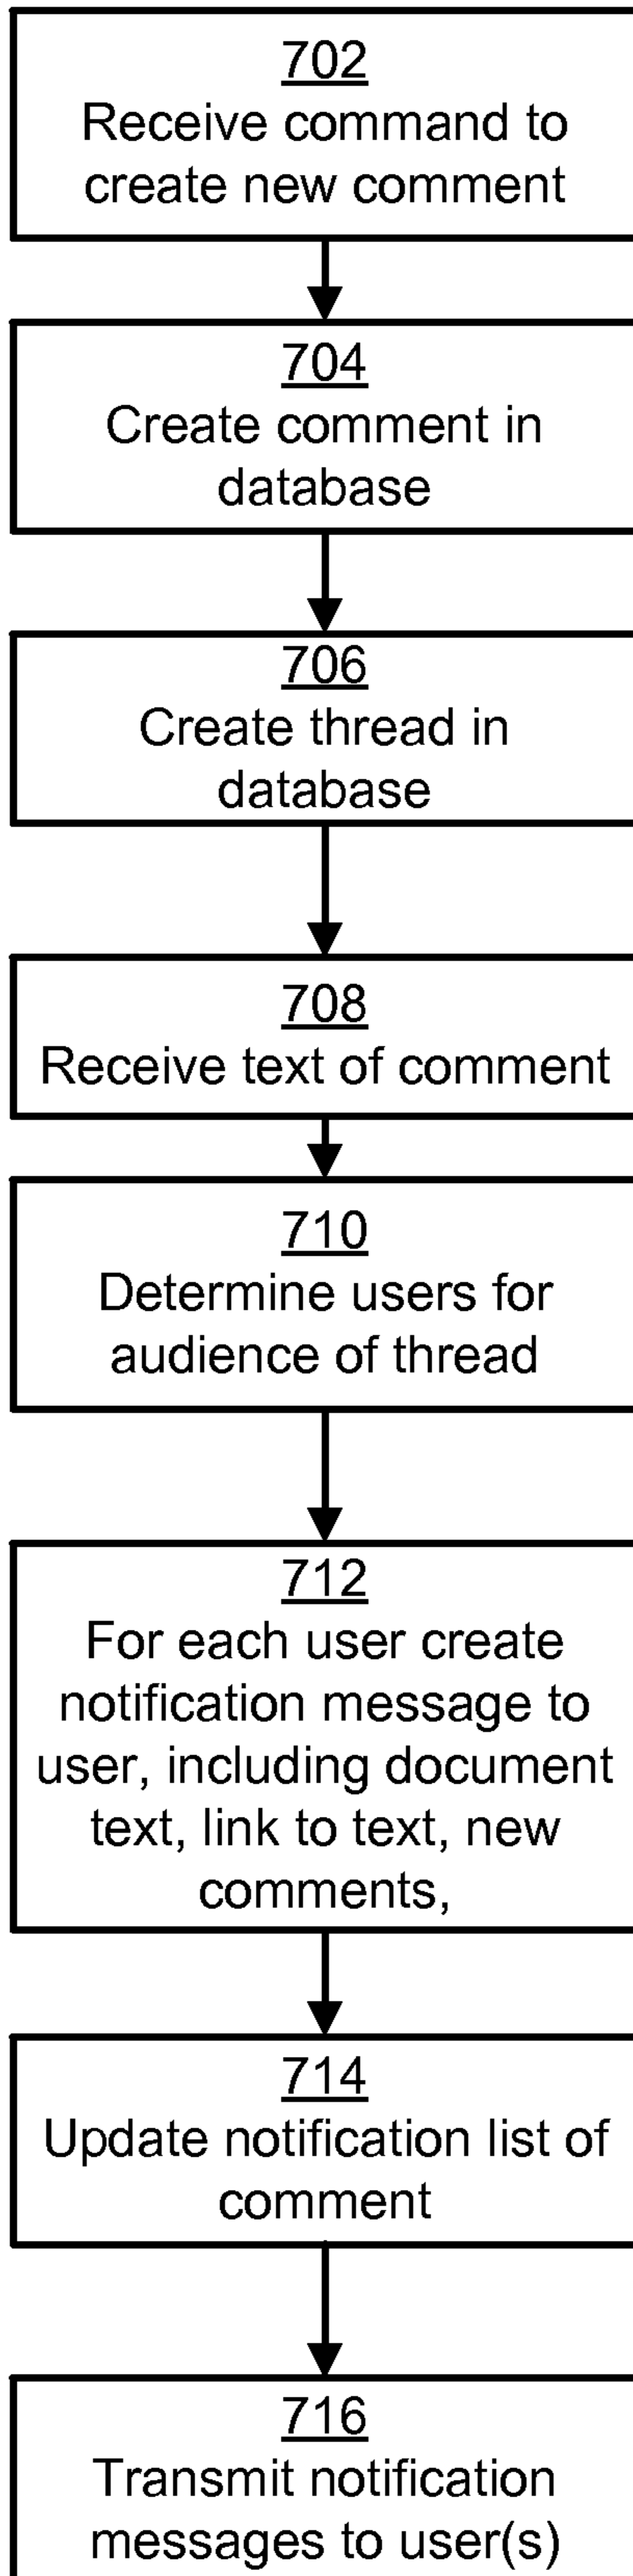 702
Receive command to
create new comment
704
Create comment in
database
706
Create thread in
database
708
Receive text of comment
710
Determine users for
audience of thread
712
For each user create
notification message to
user, including document
text, link to text, new
comments,
714
Update notification list of
comment
716
Transmit notification
messages to user(s)